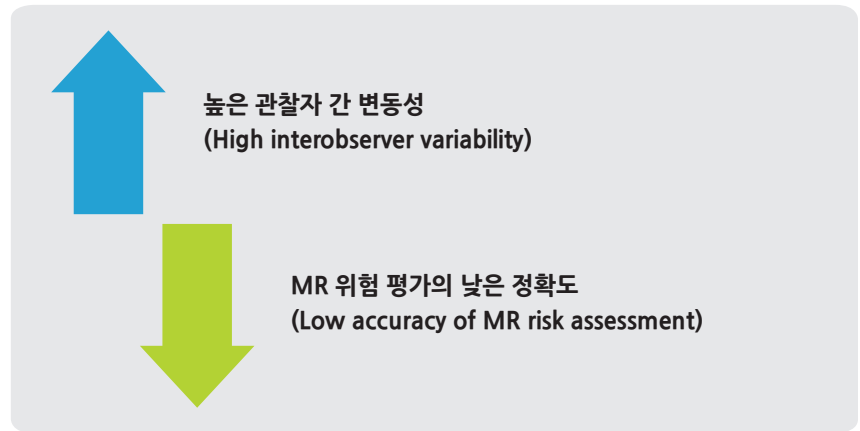 높은 관찰자 간 변동성
(High interobserver variability)
MR 위험 평가의 낮은 정확도
(Low accuracy of MR risk assessment)